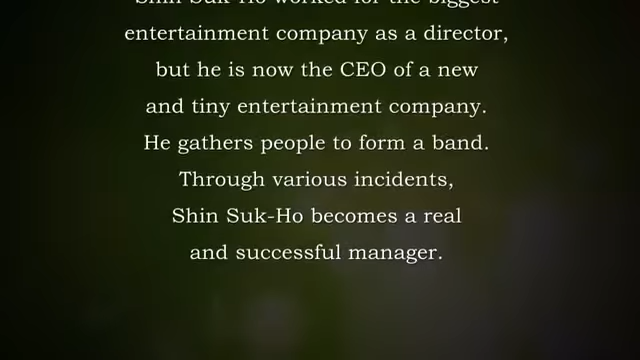 Shin Suk-Ho worked for the biggest
entertainment company as a director,
but he is now the CEO of a new
and tiny entertainment company.
He gathers people to form a band.
Through various incidents,
Shin Suk-Ho becomes a real
and successful manager.